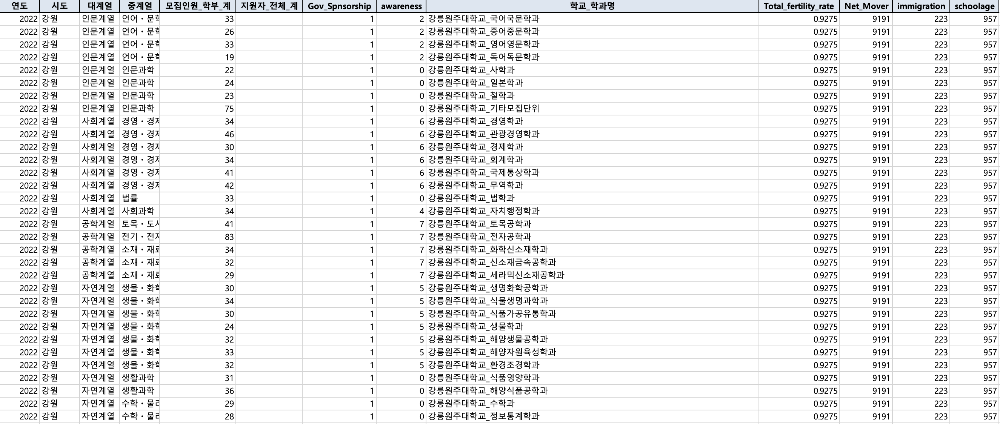 연도 시도 대계열 중계열 모집인원_학부_계 지원자_전체_계 Gov_Spnsorship awareness 학교_학과명 Total_fertility_rate Net_Mover immigration schoolage
2022 강원 인문계열 언어・문학 33 1 2 강릉원주대학교_국어국문학과 0.9275 9191 223 957
2022 강원 인문계열 언어・문학 26 1 2 강릉원주대학교_중어중문학과 0.9275 9191 223 957
2022 강원 인문계열 언어・문학 33 1 2 강릉원주대학교_영어영문학과 0.9275 9191 223 957
2022 강원 인문계열 언어・문학 19 1 2 강릉원주대학교_독어독문학과 0.9275 9191 223 957
2022 강원 인문계열 인문과학 22 1 0 강릉원주대학교_사학과 0.9275 9191 223 957
2022 강원 인문계열 인문과학 24 1 0 강릉원주대학교_일본학과 0.9275 9191 223 957
2022 강원 인문계열 인문과학 23 1 0 강릉원주대학교_철학과 0.9275 9191 223 957
2022 강원 인문계열 인문과학 75 1 0 강릉원주대학교_기타모집단위 0.9275 9191 223 957
2022 강원 사회계열 경영・경제 34 1 6 강릉원주대학교_경영학과 0.9275 9191 223 957
2022 강원 사회계열 경영・경제 46 1 6 강릉원주대학교_관광경영학과 0.9275 9191 223 957
2022 강원 사회계열 경영・경제 30 1 6 강릉원주대학교_경제학과 0.9275 9191 223 957
2022 강원 사회계열 경영・경제 34 1 6 강릉원주대학교_회계학과 0.9275 9191 223 957
2022 강원 사회계열 경영・경제 41 1 6 강릉원주대학교_국제통상학과 0.9275 9191 223 957
2022 강원 사회계열 경영・경제 42 1 6 강릉원주대학교_무역학과 0.9275 9191 223 957
2022 강원 사회계열 법률 33 1 0 강릉원주대학교_법학과 0.9275 9191 223 957
2022 강원 사회계열 사회과학 34 1 4 강릉원주대학교_자치행정학과 0.9275 9191 223 957
2022 강원 공학계열 토목・도시 41 1 7 강릉원주대학교_토목공학과 0.9275 9191 223 957
2022 강원 공학계열 전기・전자 83 1 7 강릉원주대학교_전자공학과 0.9275 9191 223 957
2022 강원 공학계열 소재・재료 34 1 7 강릉원주대학교_화학신소재학과 0.9275 9191 223 957
2022 강원 공학계열 소재・재료 32 1 7 강릉원주대학교_신소재금속공학과 0.9275 9191 223 957
2022 강원 공학계열 소재・재료 29 1 7 강릉원주대학교_세라믹신소재공학과 0.9275 9191 223 957
2022 강원 자연계열 생물・화학 30 1 5 강릉원주대학교_생명화학공학과 0.9275 9191 223 957
2022 강원 자연계열 생물・화학 34 1 5 강릉원주대학교_식물생명과학과 0.9275 9191 223 957
2022 강원 자연계열 생물・화학 30 1 5 강릉원주대학교_식품가공유통학과 0.9275 9191 223 957
2022 강원 자연계열 생물・화학 24 1 5 강릉원주대학교_생물학과 0.9275 9191 223 957
2022 강원 자연계열 생물・화학 32 1 5 강릉원주대학교_해양생물공학과 0.9275 9191 223 957
2022 강원 자연계열 생물・화학 33 1 5 강릉원주대학교_해양자원육성학과 0.9275 9191 223 957
2022 강원 자연계열 생물・화학 32 1 5 강릉원주대학교_환경조경학과 0.9275 9191 223 957
2022 강원 자연계열 생활과학 31 1 0 강릉원주대학교_식품영양학과 0.9275 9191 223 957
2022 강원 자연계열 생활과학 36 1 0 강릉원주대학교_해양식품공학과 0.9275 9191 223 957
2022 강원 자연계열 수학・물리 29 1 0 강릉원주대학교_수학과 0.9275 9191 223 957
2022 강원 자연계열 수학・물리 28 1 0 강릉원주대학교_정보통계학과 0.9275 9191 223 957